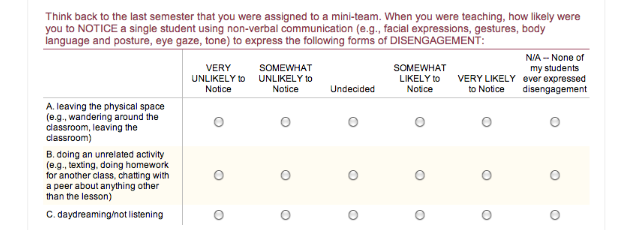 Think back to the last semester that you were assigned to a mini-team. When you were teaching, how likely were
you to NOTICE a single student using non-verbal communication (e.g., facial expressions, gestures, body
language and posture, eye gaze, tone) to express the following forms of DISENGAGEMENT:
VERY UNLIKELY to Notice
SOMEWHAT UNLIKELY to Notice
Undecided
SOMEWHAT LIKELY to Notice
VERY LIKELY to Notice
N/A -- None of my students ever expressed disengagement
A. leaving the physical space
(e.g., wandering around the
classroom, leaving the
classroom)
B. doing an unrelated activity
(e.g., texting, doing homework
for another class, chatting with
a peer about anything other
than the lesson)
C. daydreaming/not listening